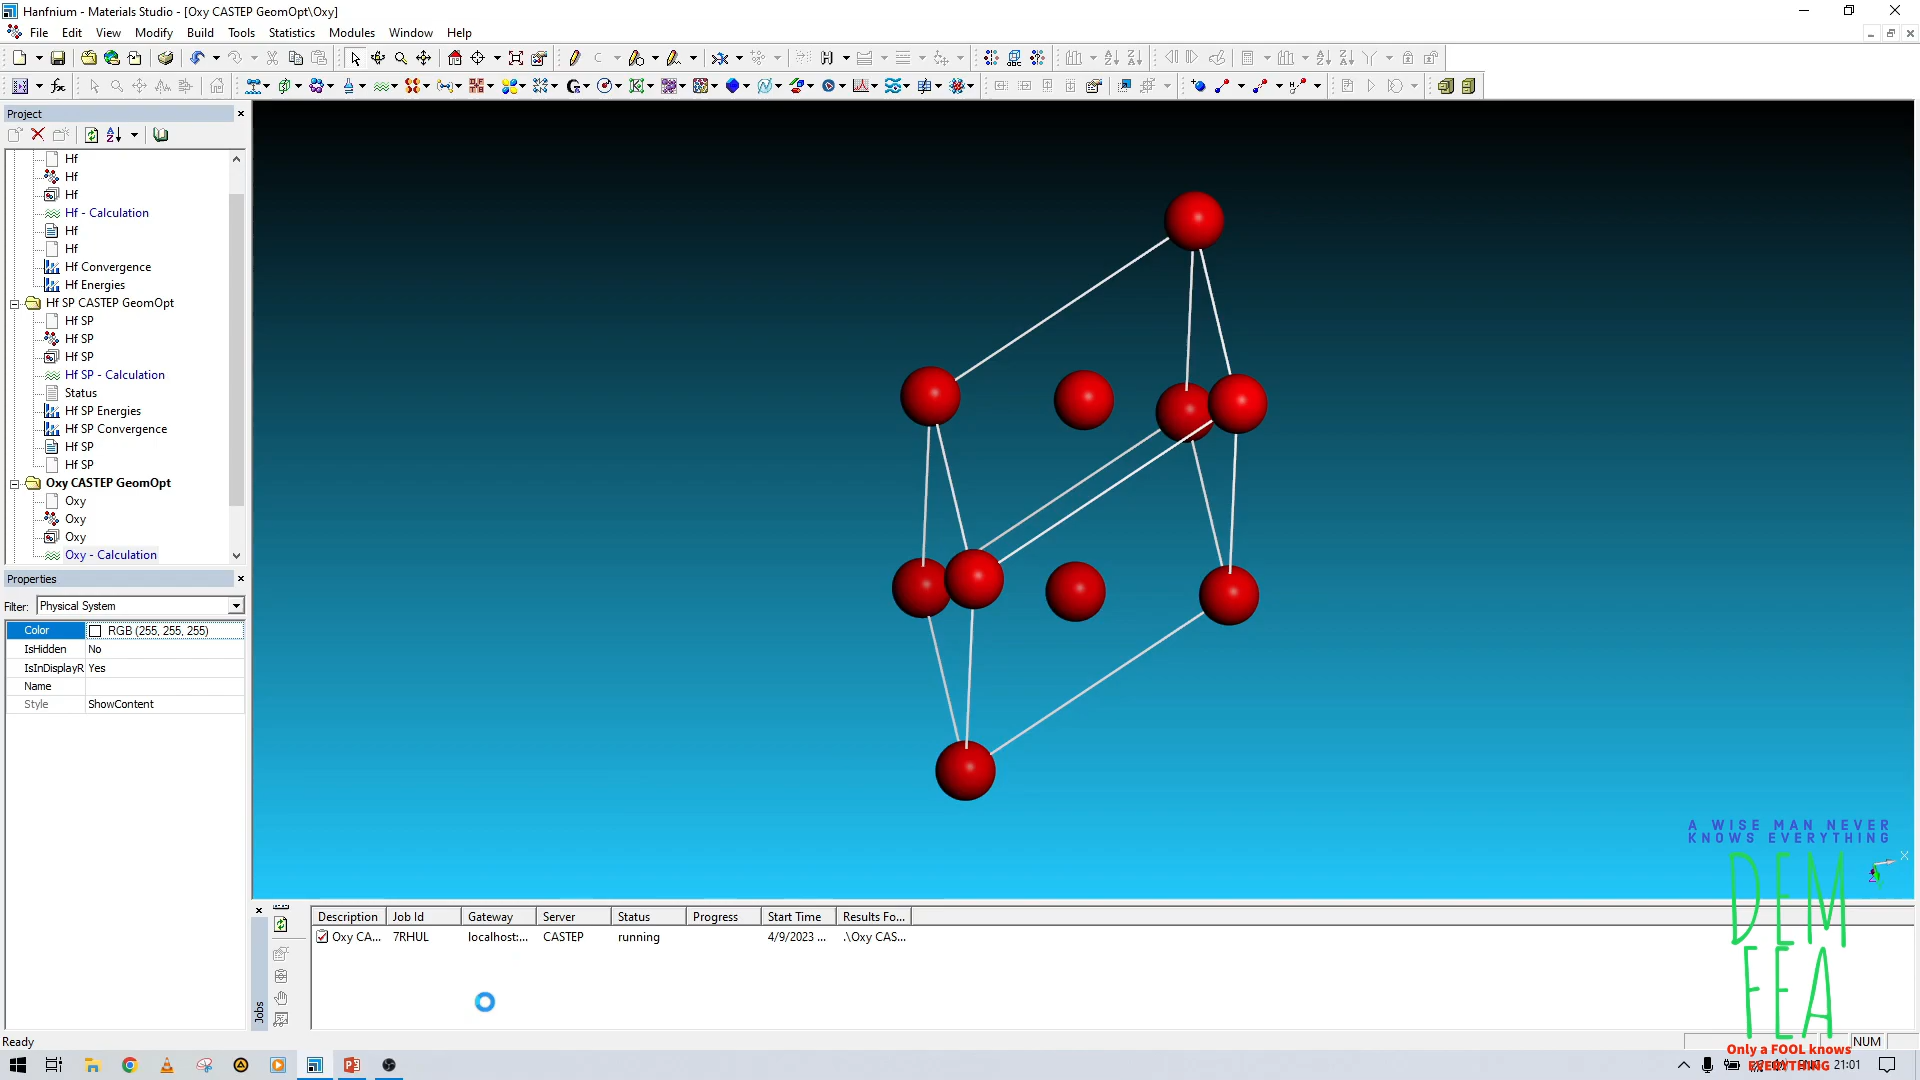 Hanfnium - Materials Studio - [Oxy CASTEP GeomOpt\Oxy]
File Edit View Modify Build Tools Statistics Modules Window Help
Project
Hf
Hf
Hf
Hf - Calculation
Hf
Hf
Hf Convergence
Hf Energies
Hf SP CASTEP GeomOpt
Hf SP
Hf SP
Hf SP
Hf SP - Calculation
Status
Hf SP Energies
Hf SP Convergence
Hf SP
Hf SP
Oxy CASTEP GeomOpt
Oxy
Oxy
Oxy
Oxy - Calculation
Properties
Filter: Physical System
Color RGB (255, 255, 255)
IsHidden No
IsInDisplayR Yes
Name
Style ShowContent
A WISE MAN NEVER
KNOWS EVERYTHING
DEM
FEA
Only a FOOL knows
EVERYTHING
X
Jobs
Description Job Id Gateway Server Status Progress Start Time Results Fo...
Oxy CA... 7RHUL localhost:... CASTEP running 4/9/2023 ... .\Oxy CAS...
Ready
NUM
21:01